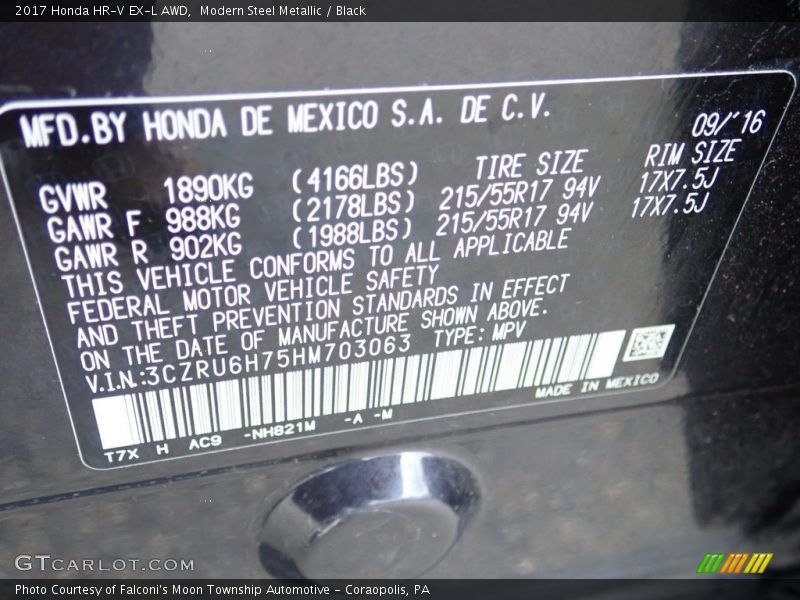 2017 Honda HR-V EX-L AWD,  Modern Steel Metallic / Black
MFD.BY HONDA DE MEXICO S.A. DE C.V.
09/'16
TIRE SIZE RIM SIZE
GVWR 1890KG (4166LBS)
GAWR F 988KG (2178LBS) 215/55R17 94V 17X7.5J
GAWR R 902KG (1988LBS) 215/55R17 94V 17X7.5J
THIS VEHICLE CONFORMS TO ALL APPLICABLE
FEDERAL MOTOR VEHICLE SAFETY
AND THEFT PREVENTION STANDARDS IN EFFECT
ON THE DATE OF MANUFACTURE SHOWN ABOVE.
V.I.N:3CZRU6H75HM703063 TYPE:MPV
MADE IN MEXICO
T7X H AC9 -NH821M -A -M
GTCARLOT.COM
Photo Courtesy of Falconi's Moon Township Automotive - Coraopolis, PA